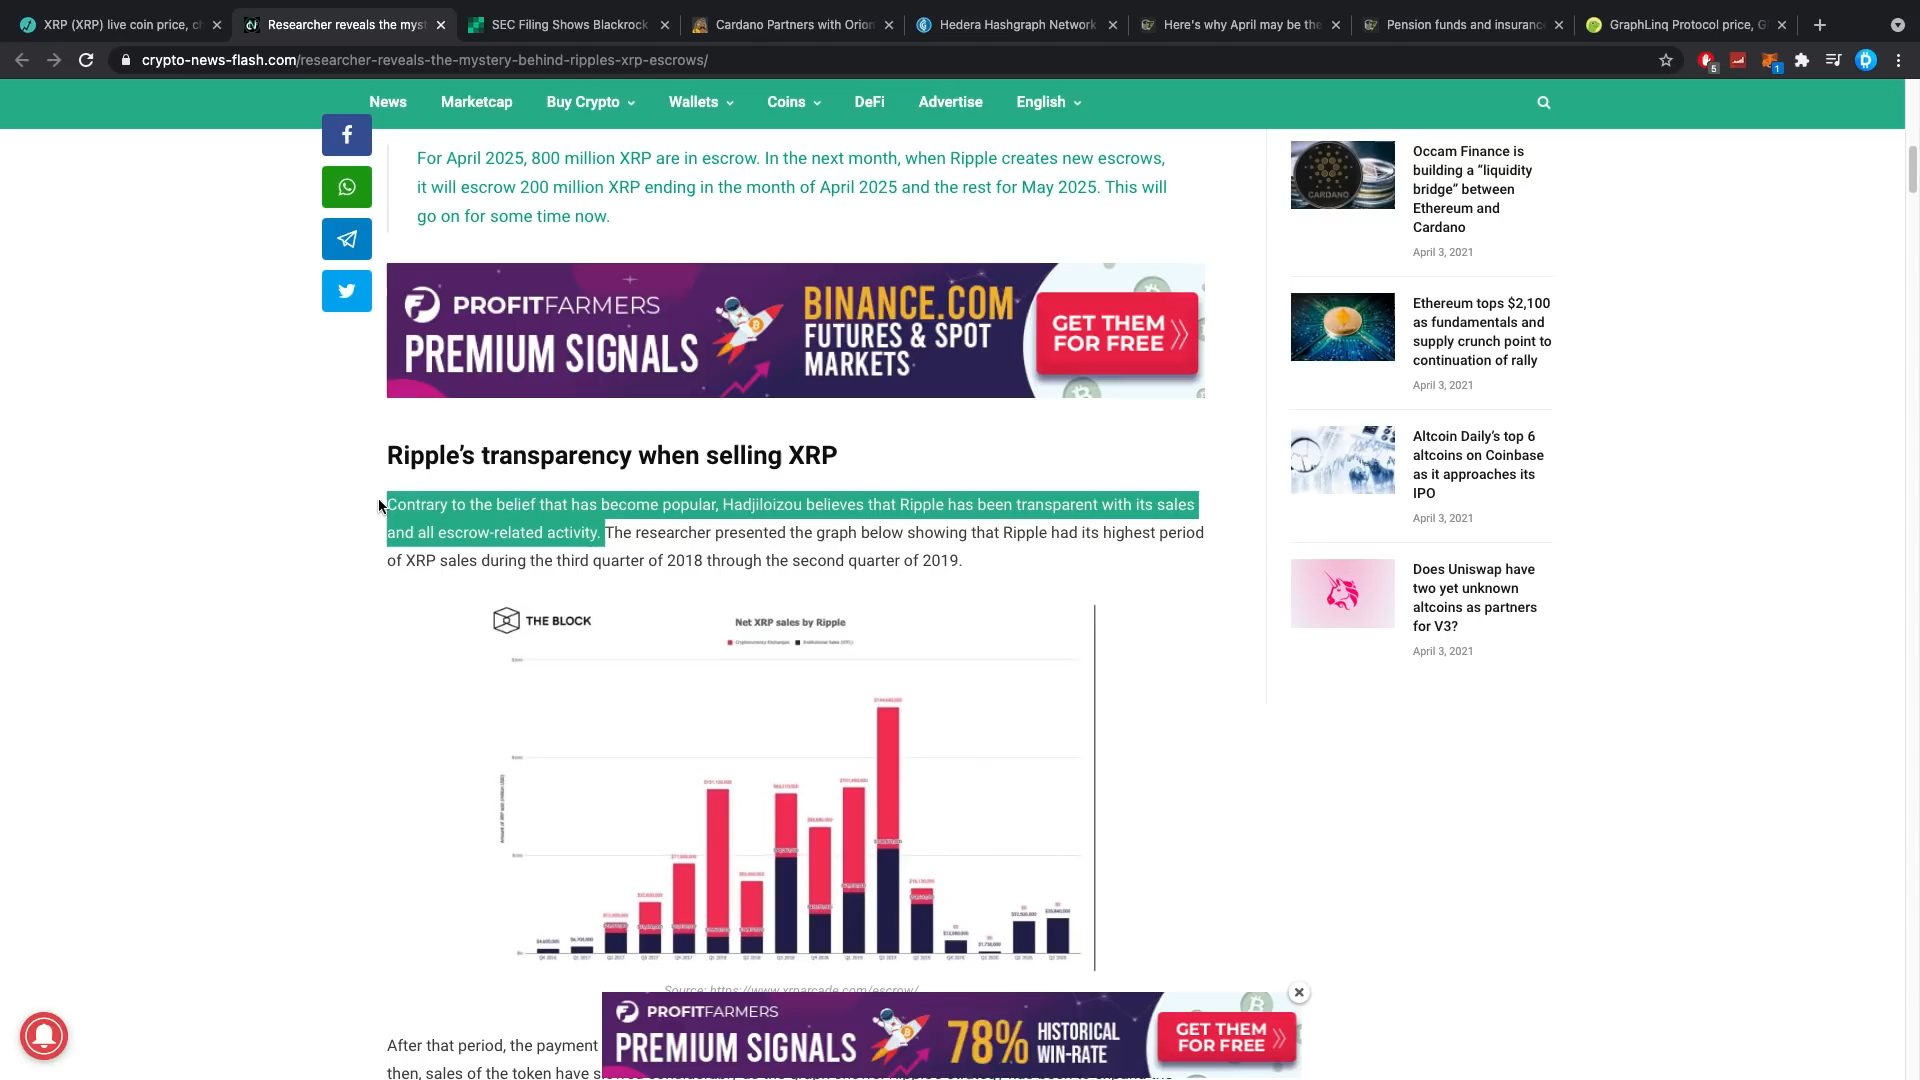 XRP (XRP) live coin price, ch
Researcher reveals the myst
SEC Filing Shows Blackrock
Cardano Partners with Orion
Hedera Hashgraph Network
Here's why April may be the
Pension funds and insuranc
GraphLinq Protocol price, G
crypto-news-flash.com/researcher-reveals-the-mystery-behind-ripples-xrp-escrows/
5
1
News
Marketcap
Buy Crypto
Wallets
Coins
DeFi
Advertise
English
For April 2025, 800 million XRP are in escrow. In the next month, when Ripple creates new escrows,
it will escrow 200 million XRP ending in the month of April 2025 and the rest for May 2025. This will
go on for some time now.
PROFITFARMERS
PREMIUM SIGNALS
BINANCE.COM
FUTURES & SPOT
MARKETS
GET THEM
FOR FREE
Ripple's transparency when selling XRP
Contrary to the belief that has become popular, Hadjiloizou believes that Ripple has been transparent with its sales
and all escrow-related activity. The researcher presented the graph below showing that Ripple had its highest period
of XRP sales during the third quarter of 2018 through the second quarter of 2019.
THE BLOCK
Net XRP sales by Ripple
Source: https://www.xrparcade.com/escrow/
After that period, the payment
then, sales of the token have
PROFITFARMERS
PREMIUM SIGNALS
78%
HISTORICAL
WIN-RATE
GET THEM
FOR FREE
CARDANO
Occam Finance is
building a “liquidity
bridge” between
Ethereum and
Cardano
April 3, 2021
Ethereum tops $2,100
as fundamentals and
supply crunch point to
continuation of rally
April 3, 2021
Altcoin Daily's top 6
altcoins on Coinbase
as it approaches its
IPO
April 3, 2021
Does Uniswap have
two yet unknown
altcoins as partners
for V3?
April 3, 2021